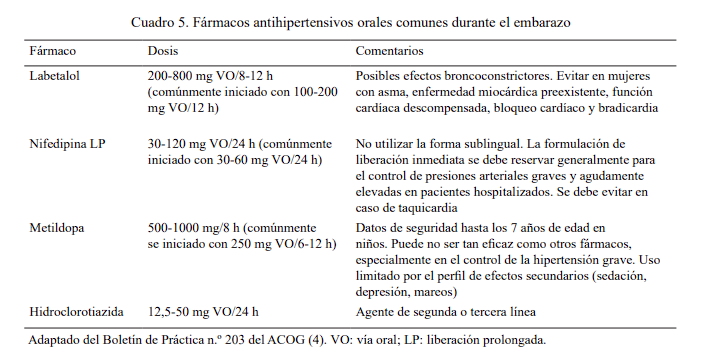 Cuadro 5. Fármacos antihipertensivos orales comunes durante el embarazo
Fármaco Dosis Comentarios
Labetalol 200-800 mg VO/8-12 h Posibles efectos broncoconstrictores. Evitar en mujeres
(comúnmente iniciado con 100-200 con asma, enfermedad miocárdica preexistente, función
mg VO/12 h) cardíaca descompensada, bloqueo cardíaco y bradicardia
Nifedipina LP 30-120 mg VO/24 h (comúnmente No utilizar la forma sublingual. La formulación de
iniciado con 30-60 mg VO/24 h) liberación inmediata se debe reservar generalmente para
el control de presiones arteriales graves y agudamente
elevadas en pacientes hospitalizados. Se debe evitar en
caso de taquicardia
Metildopa 500-1000 mg/8 h (comúnmente Datos de seguridad hasta los 7 años de edad en
se iniciado con 250 mg VO/6-12 h) niños. Puede no ser tan eficaz como otros fármacos,
especialmente en el control de la hipertensión grave. Uso
limitado por el perfil de efectos secundarios (sedación,
depresión, mareos)
Hidroclorotiazida 12,5-50 mg VO/24 h Agente de segunda o tercera línea
Adaptado del Boletín de Práctica n.º 203 del ACOG (4). VO: vía oral; LP: liberación prolongada.